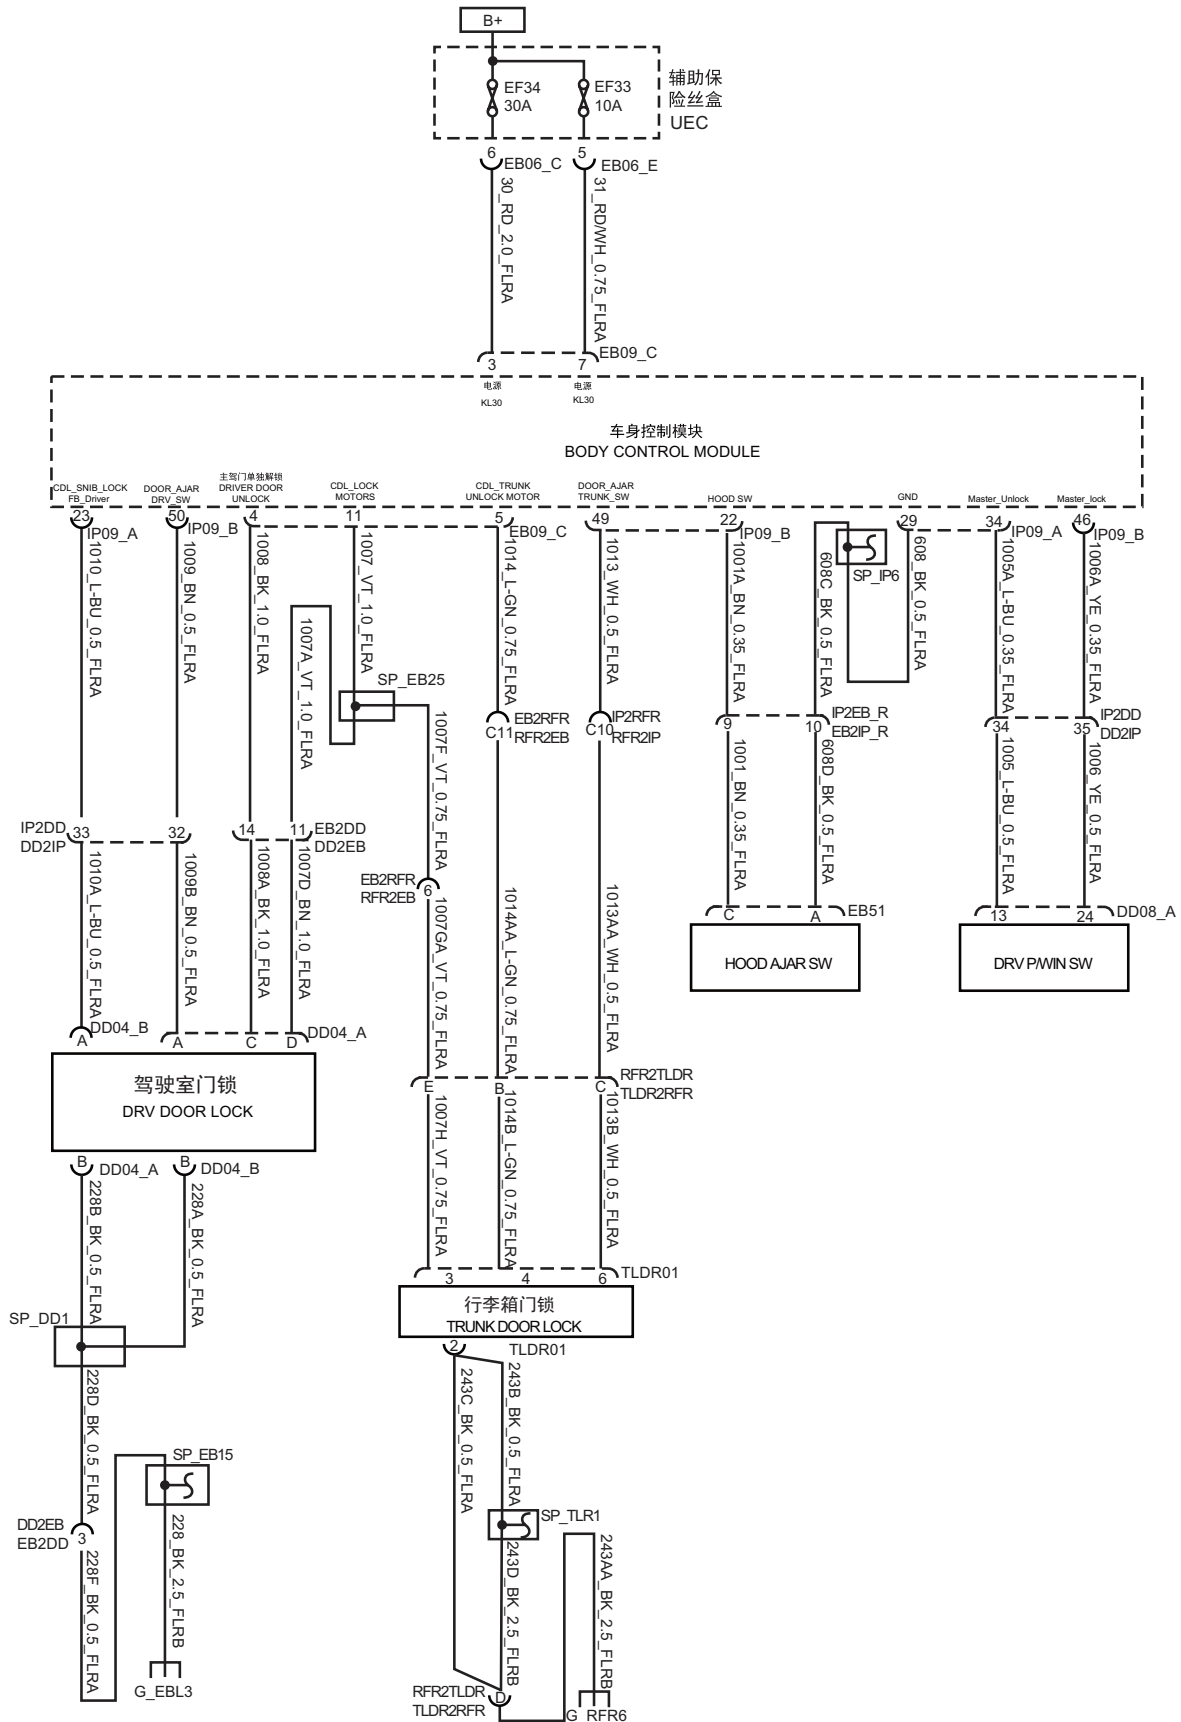 B+
EF34
30A
EF33
10A
辅助保
险丝盒
UEC
6
EB06_C
5
EB06_E
30_RD_2.0_FLRA
31_RD/WH_0.75_FLRA
3
7
EB09_C
电源
KL30
电源
KL30
车身控制模块
BODY CONTROL MODULE
CDL_SNIB_LOCK
FB_Driver
DOOR_AJAR
DRV_SW
主驾门单独解锁
DRIVER DOOR
UNLOCK
CDL_LOCK
MOTORS
CDL_TRUNK
UNLOCK MOTOR
DOOR_AJAR
TRUNK_SW
HOOD SW
GND
Master_Unlock
Master_lock
23
IP09_A
50
IP09_B
4
11
5
EB09_C
49
22
IP09_B
29
34
IP09_A
46
IP09_B
1010_L-BU_0.5_FLRA
1009_BN_0.5_FLRA
1008_BK_1.0_FLRA
1007A_VT_1.0_FLRA
1007_VT_1.0_FLRA
1014_L-GN_0.75_FLRA
1013_WH_0.5_FLRA
1001A_BN_0.35_FLRA
608C_BK_0.5_FLRA
SP_IP6
608_BK_0.5_FLRA
1005A_L-BU_0.35_FLRA
1006A_YE_0.35_FLRA
SP_EB25
1007F_VT_0.75_FLRA
C11
EB2RFR
RFR2EB
C10
IP2RFR
RFR2IP
9
10
IP2EB_R
EB2IP_R
34
35
IP2DD
DD2IP
1001_BN_0.35_FLRA
608D_BK_0.5_FLRA
1005_L-BU_0.5_FLRA
1006_YE_0.5_FLRA
IP2DD
DD2IP
33
32
14
11
EB2DD
DD2EB
1010A_L-BU_0.5_FLRA
1009B_BN_0.5_FLRA
1008A_BK_1.0_FLRA
1007D_BN_1.0_FLRA
EB2RFR
RFR2EB
6
1007GA_VT_0.75_FLRA
1014AA_L-GN_0.75_FLRA
1013AA_WH_0.5_FLRA
C
A
EB51
13
24
DD08_A
HOOD AJAR SW
DRV P/WIN SW
A
DD04_B
A
C
D
DD04_A
驾驶室门锁
DRV DOOR LOCK
E
B
C
RFR2TLDR
TLDR2RFR
1007H_VT_0.75_FLRA
1014B_L-GN_0.75_FLRA
1013B_WH_0.5_FLRA
B
DD04_A
B
DD04_B
228B_BK_0.5_FLRA
228A_BK_0.5_FLRA
3
4
6
TLDR01
行李箱门锁
TRUNK DOOR LOCK
2
TLDR01
SP_DD1
228D_BK_0.5_FLRA
243C_BK_0.5_FLRA
243B_BK_0.5_FLRA
SP_EB15
SP_TLR1
DD2EB
EB2DD
3
228F_BK_0.5_FLRA
228_BK_2.5_FLRB
243D_BK_2.5_FLRB
243AA_BK_2.5_FLRB
G_EBL3
RFR2TLDR
TLDR2RFR
D
G_RFR6